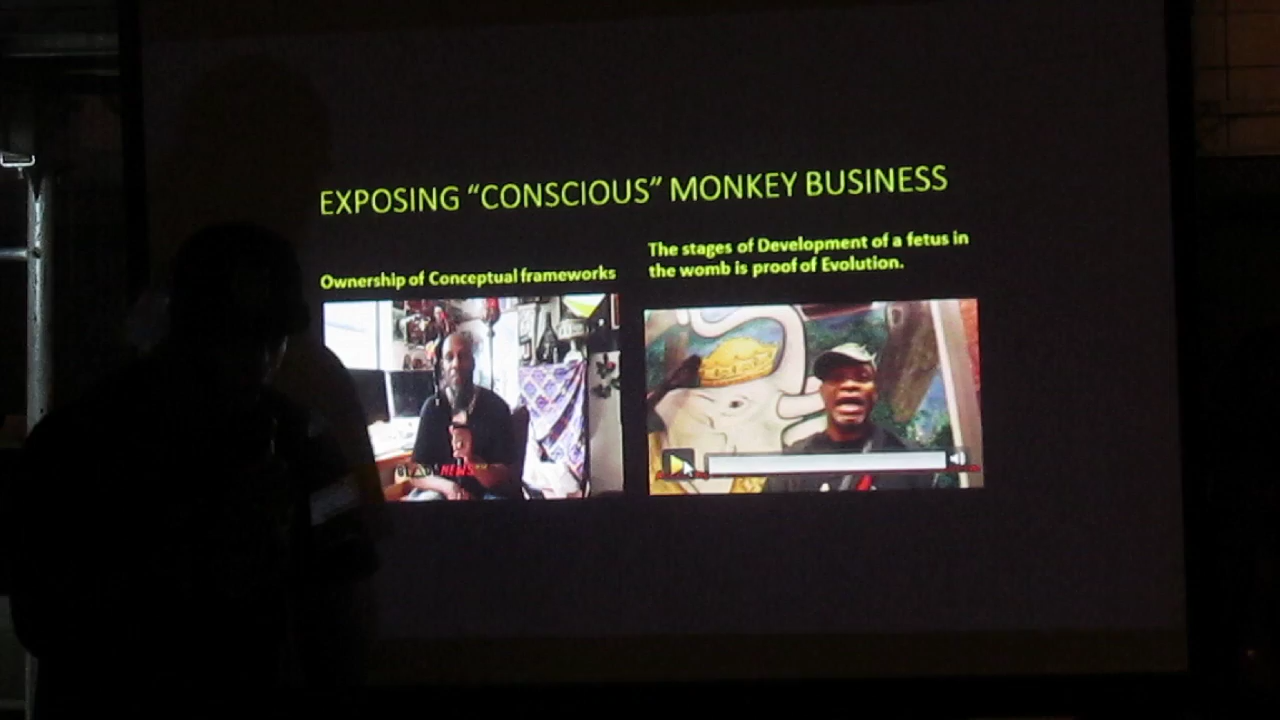 EXPOSING “CONSCIOUS” MONKEY BUSINESS
Ownership of Conceptual frameworks
The stages of Development of a fetus in
the womb is proof of Evolution.
NEWS